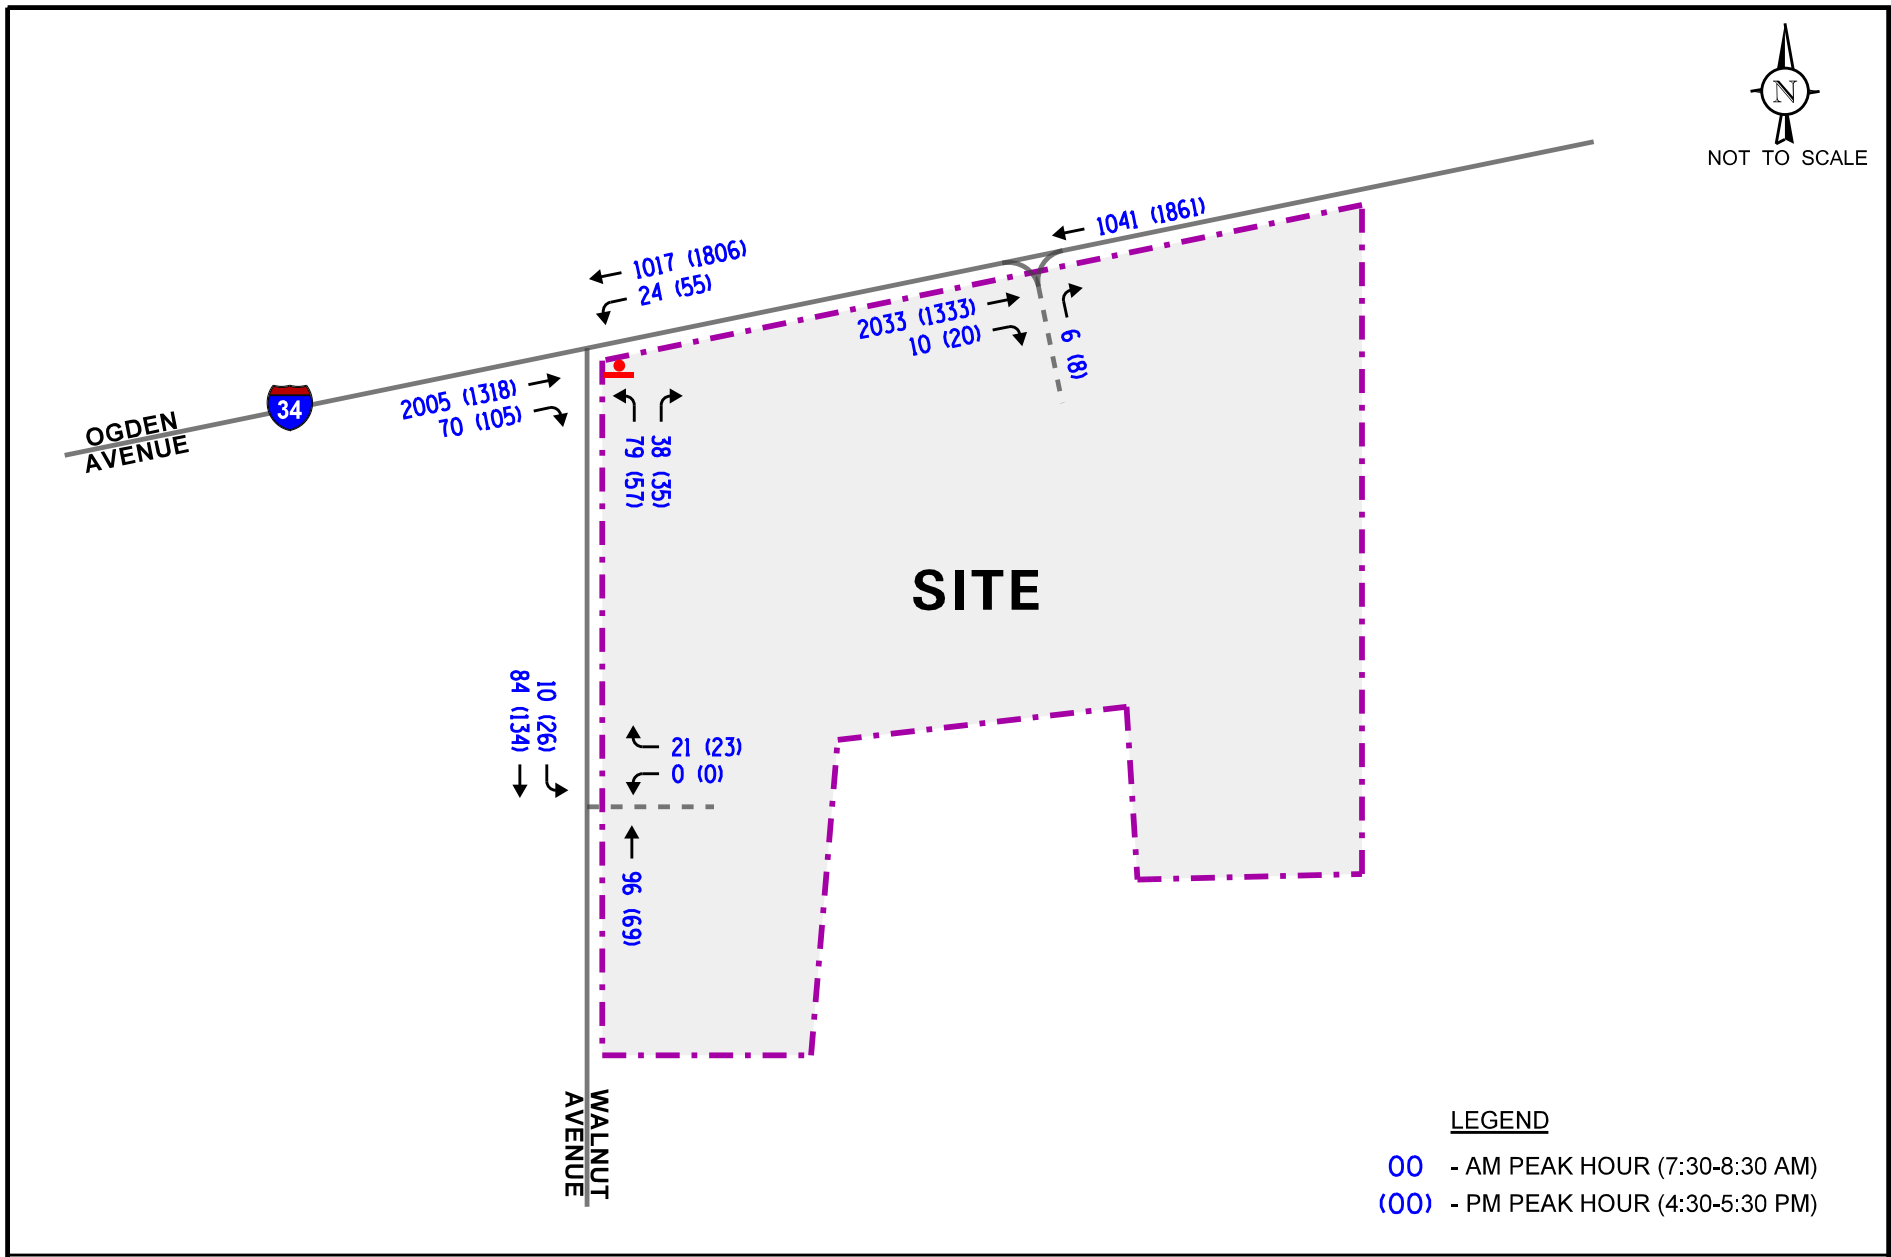 N
NOT TO SCALE
1041 (1861)
1017 (1806)
24 (55)
2033 (1333)
10 (20)
6 (8)
2005 (1318)
70 (105)
34
OGDEN
AVENUE
79 (57)
38 (35)
SITE
84 (134)
10 (26)
21 (23)
0 (0)
96 (69)
WALNUT
AVENUE
LEGEND
00 - AM PEAK HOUR (7:30-8:30 AM)
(00) - PM PEAK HOUR (4:30-5:30 PM)